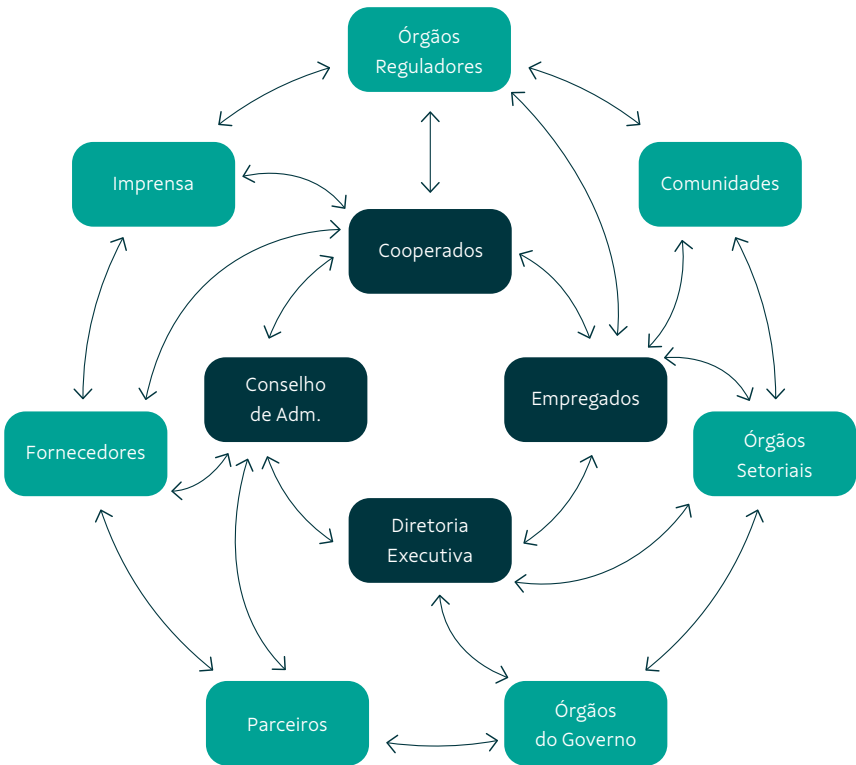 Órgãos
Reguladores
Imprensa
Comunidades
Cooperados
Conselho
de Adm.
Empregados
Fornecedores
Órgãos
Setoriais
Diretoria
Executiva
Parceiros
Órgãos
do Governo